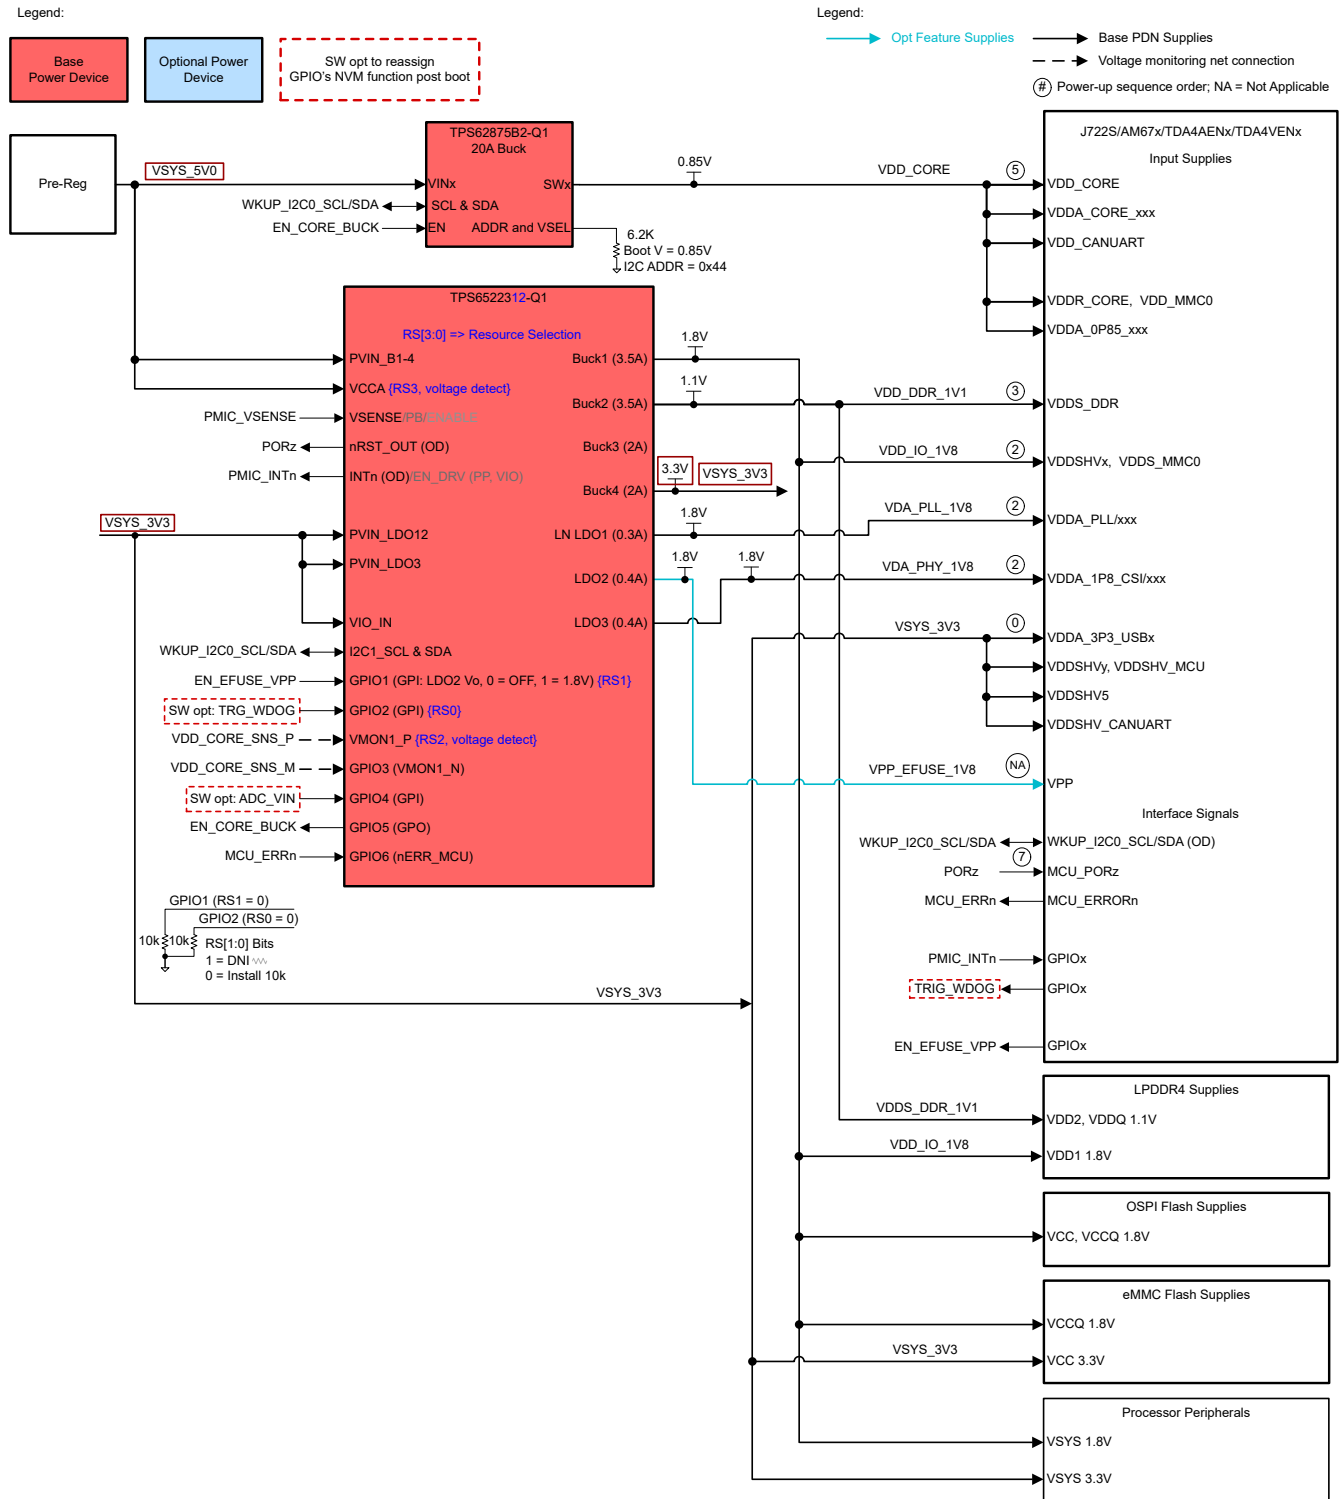 Legend:
Base
Power Device
Optional Power
Device
SW opt to reassign
GPIO's NVM function post boot
Legend:
Opt Feature Supplies
Base PDN Supplies
Voltage monitoring net connection
# Power-up sequence order; NA = Not Applicable
Pre-Reg
VSYS_5V0
TPS62875B2-Q1
20A Buck
VINx
SWx
WKUP_I2C0_SCL/SDA
SCL & SDA
EN_CORE_BUCK
EN
ADDR and VSEL
6.2K
Boot V = 0.85V
I2C ADDR = 0x44
0.85V
VDD_CORE
5
J722S/AM67x/TDA4AENx/TDA4VENx
Input Supplies
VDD_CORE
VDDA_CORE_xxx
VDD_CANUART
VDDR_CORE, VDD_MMC0
VDDA_0P85_xxx
TPS6522312-Q1
RS[3:0] => Resource Selection
PVIN_B1-4
Buck1 (3.5A)
1.8V
VCCA {RS3, voltage detect}
Buck2 (3.5A)
1.1V
VDD_DDR_1V1
3
VDDS_DDR
PMIC_VSENSE
VSENSE/PB/ENABLE
PORz
nRST_OUT (OD)
Buck3 (2A)
VDD_IO_1V8
2
VDDSHVx, VDDS_MMC0
PMIC_INTn
INTn (OD)/EN_DRV (PP, VIO)
Buck4 (2A)
3.3V
VSYS_3V3
VSYS_3V3
PVIN_LDO12
LN LDO1 (0.3A)
1.8V
VDA_PLL_1V8
2
VDDA_PLL/xxx
PVIN_LDO3
LDO2 (0.4A)
1.8V
1.8V
VDA_PHY_1V8
2
VDDA_1P8_CSI/xxx
VIO_IN
LDO3 (0.4A)
VSYS_3V3
0
VDDA_3P3_USBx
VDDSHVy, VDDSHV_MCU
VDDSHV5
VDDSHV_CANUART
WKUP_I2C0_SCL/SDA
I2C1_SCL & SDA
EN_EFUSE_VPP
GPIO1 (GPI: LDO2 Vo, 0 = OFF, 1 = 1.8V) {RS1}
SW opt: TRG_WDOG
GPIO2 (GPI) {RS0}
VDD_CORE_SNS_P
VMON1_P {RS2, voltage detect}
VDD_CORE_SNS_M
GPIO3 (VMON1_N)
VPP_EFUSE_1V8
NA
VPP
SW opt: ADC_VIN
GPIO4 (GPI)
EN_CORE_BUCK
GPIO5 (GPO)
MCU_ERRn
GPIO6 (nERR_MCU)
Interface Signals
WKUP_I2C0_SCL/SDA
WKUP_I2C0_SCL/SDA (OD)
PORz
7
MCU_PORz
MCU_ERRn
MCU_ERRORn
PMIC_INTn
GPIOx
TRIG_WDOG
GPIOx
EN_EFUSE_VPP
GPIOx
GPIO1 (RS1 = 0)
GPIO2 (RS0 = 0)
10k
10k
RS[1:0] Bits
1 = DNI
0 = Install 10k
VSYS_3V3
LPDDR4 Supplies
VDDS_DDR_1V1
VDD2, VDDQ 1.1V
VDD_IO_1V8
VDD1 1.8V
OSPI Flash Supplies
VCC, VCCQ 1.8V
eMMC Flash Supplies
VCCQ 1.8V
VSYS_3V3
VCC 3.3V
Processor Peripherals
VSYS 1.8V
VSYS 3.3V